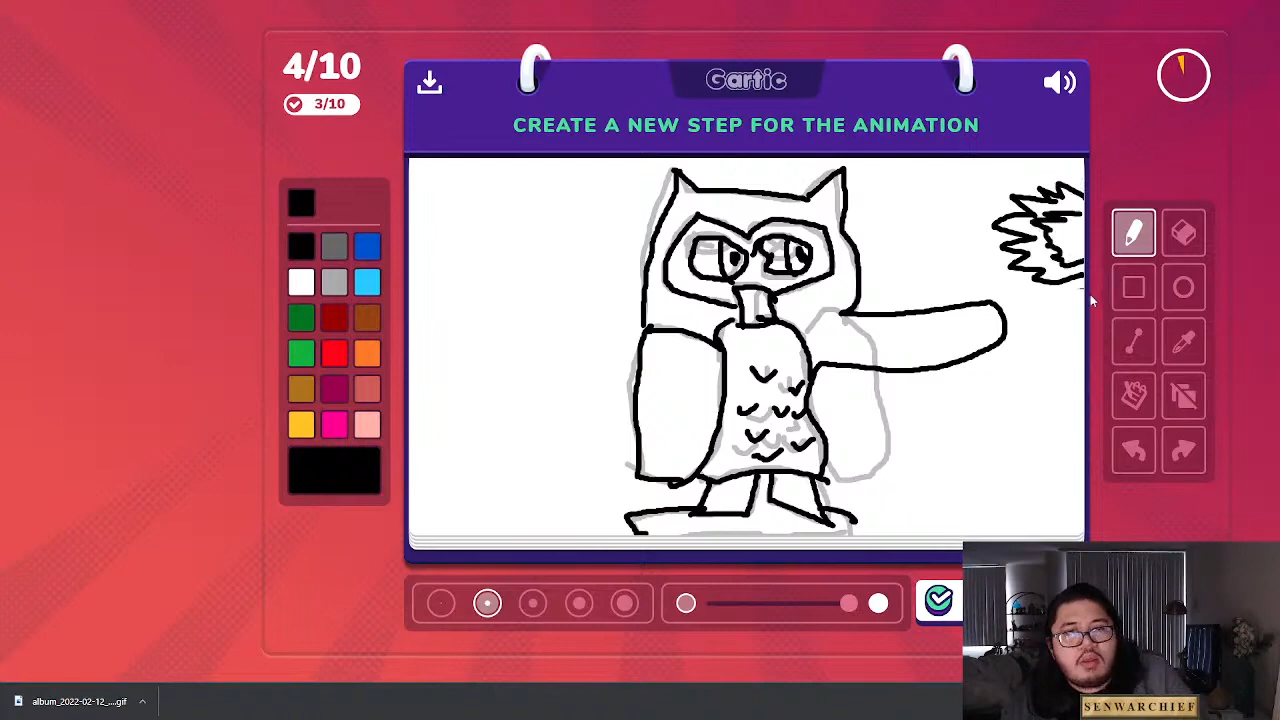 4/10
3/10
Gartic
CREATE A NEW STEP FOR THE ANIMATION
album_2022-02-12_....gif
SENWARCHIEF